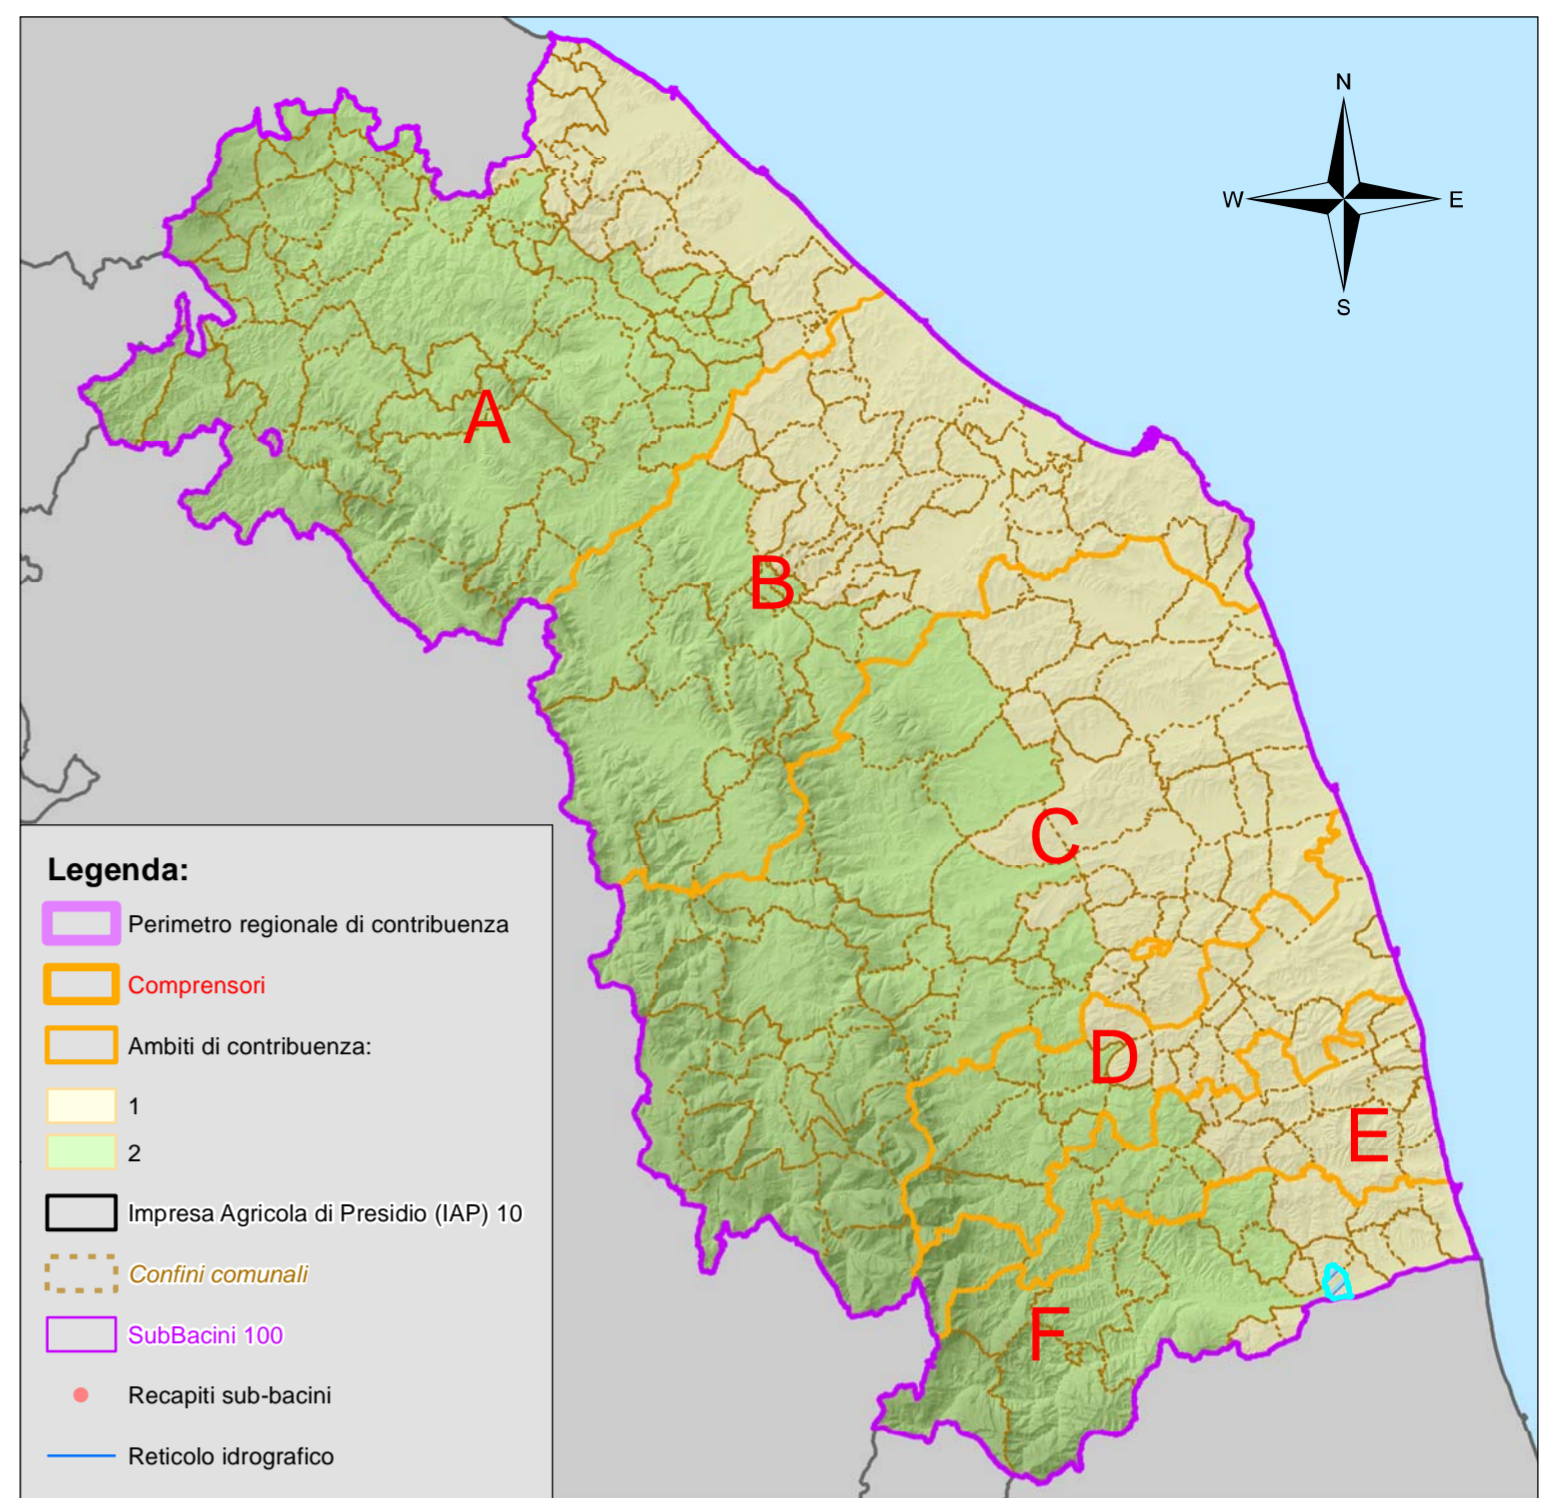 N
W
E
S
A
B
C
D
E
F
Legenda:
Perimetro regionale di contribuenza
Comprensori
Ambiti di contribuenza:
1
2
Impresa Agricola di Presidio (IAP) 10
Confini comunali
SubBacini 100
Recapiti sub-bacini
Reticolo idrografico